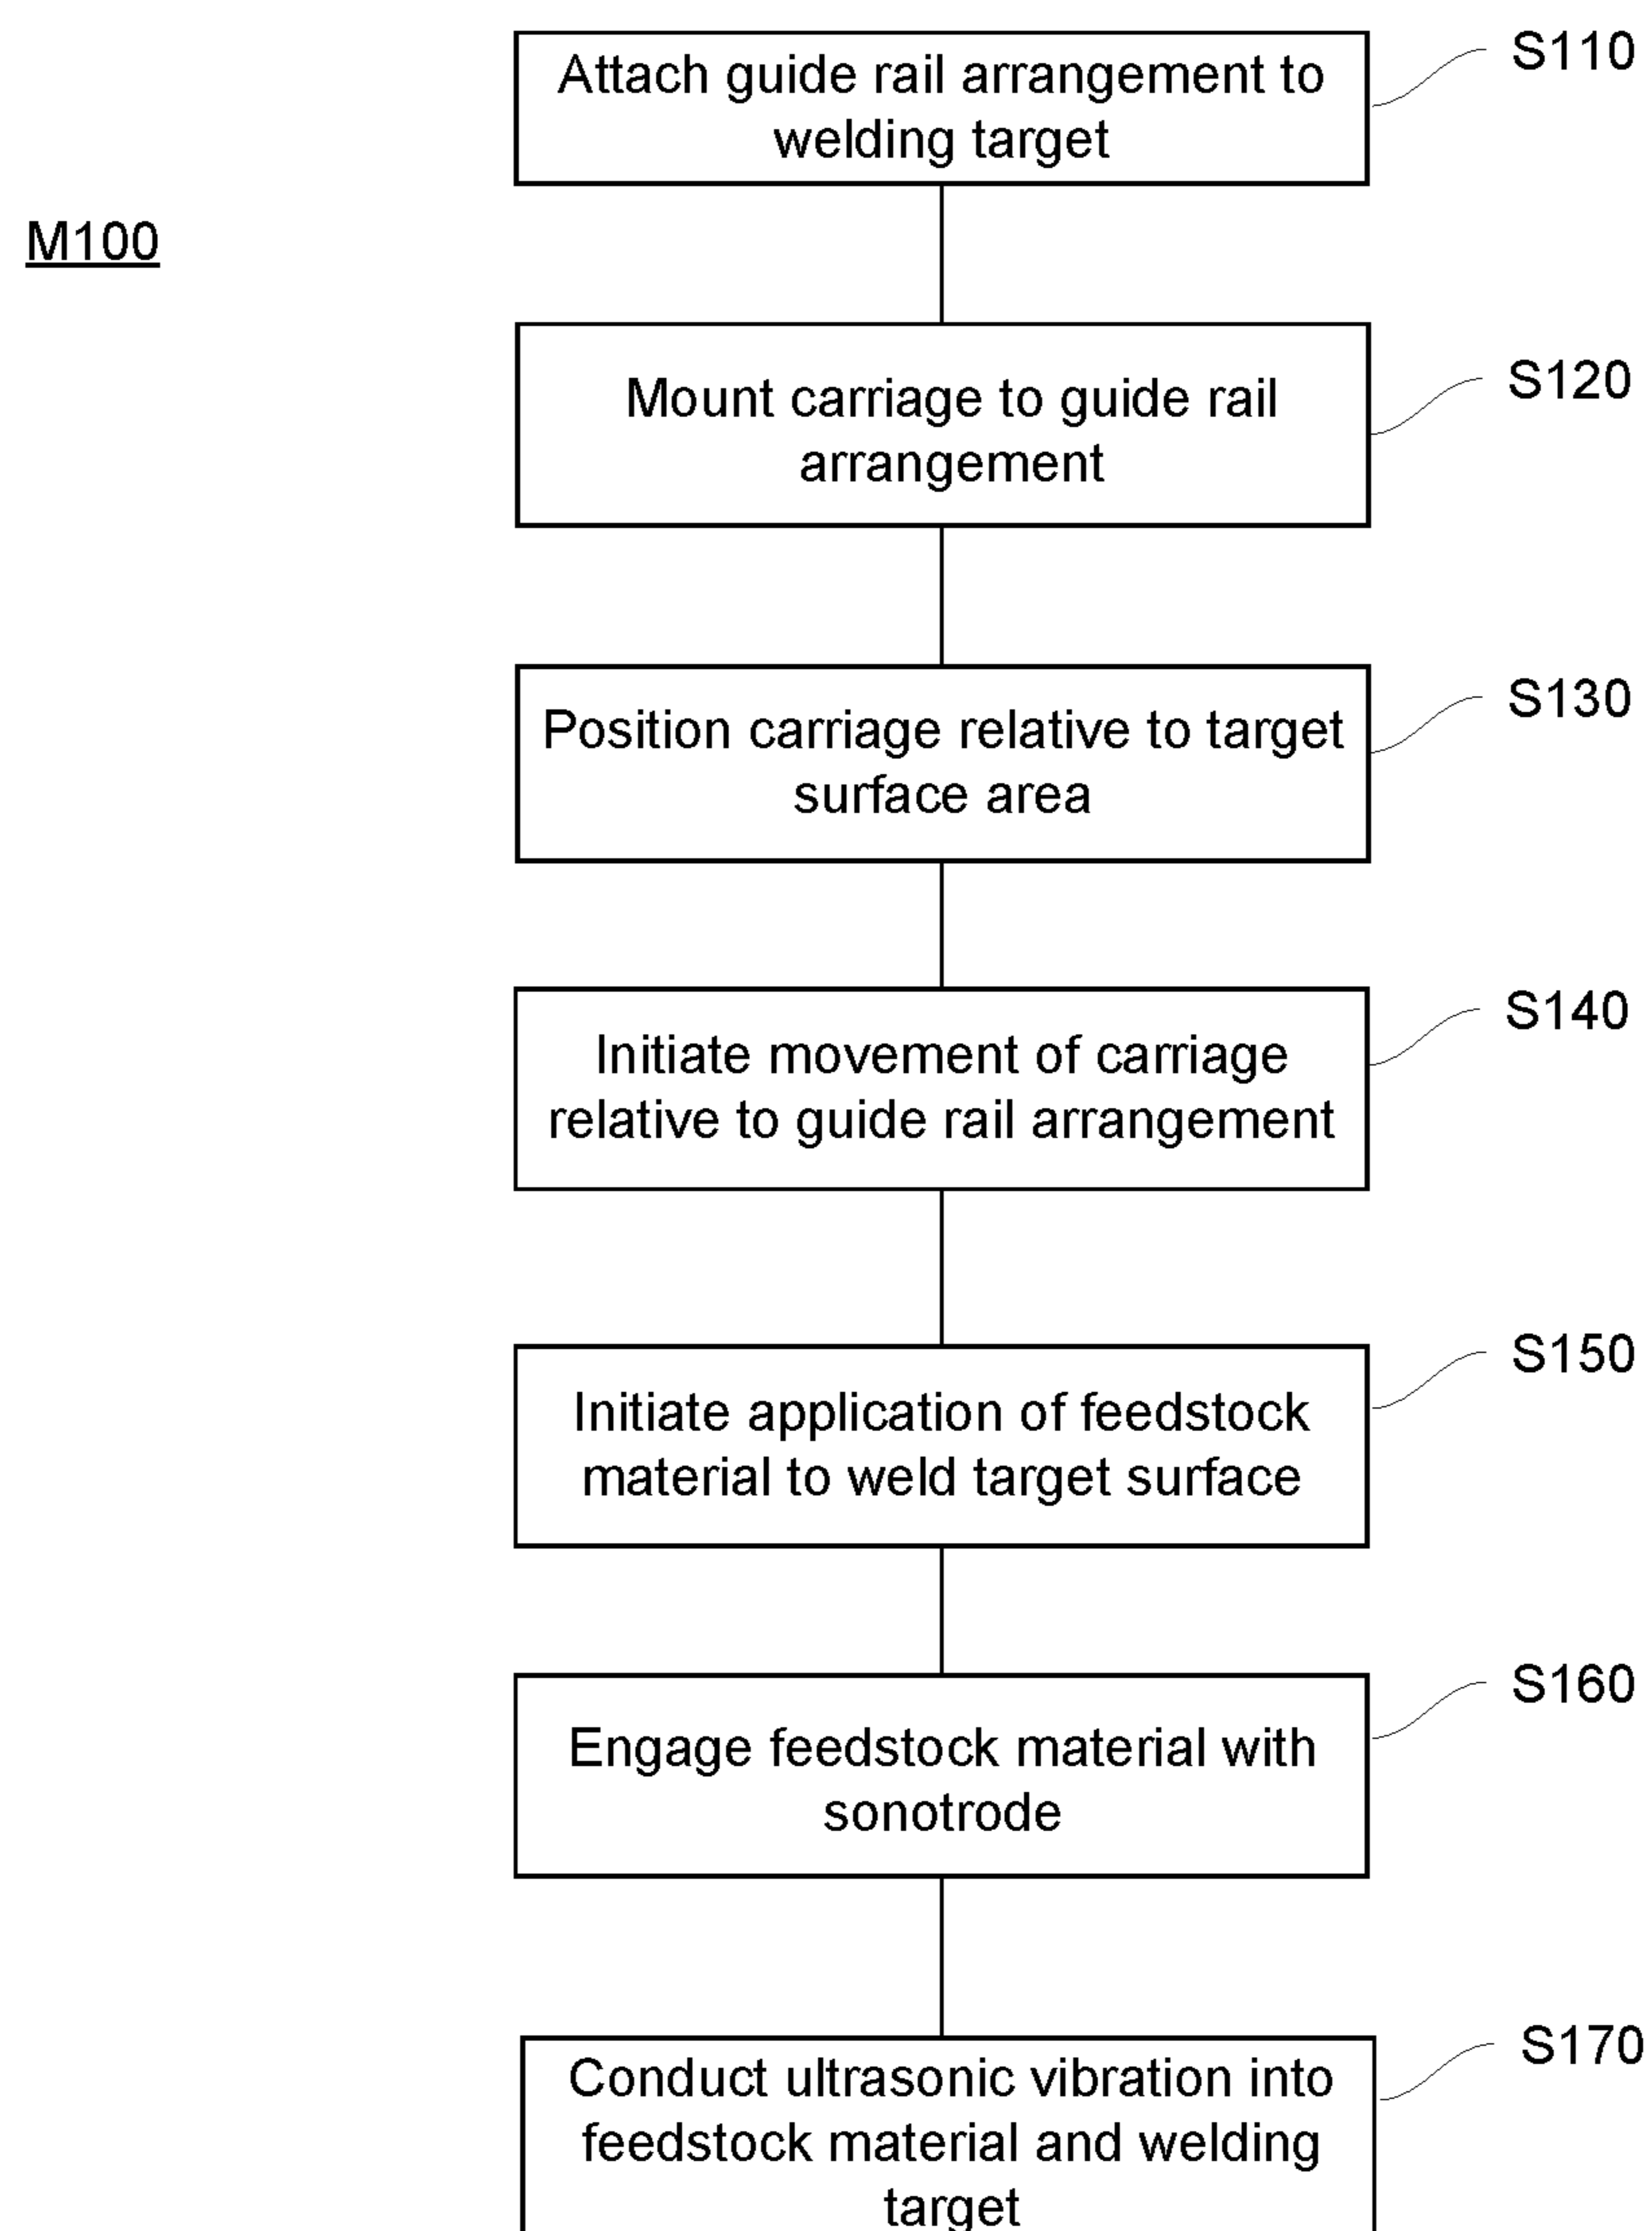 Attach guide rail arrangement to
welding target
S110
M100
Mount carriage to guide rail
arrangement
S120
Position carriage relative to target
surface area
S130
Initiate movement of carriage
relative to guide rail arrangement
S140
Initiate application of feedstock
material to weld target surface
S150
Engage feedstock material with
sonotrode
S160
Conduct ultrasonic vibration into
feedstock material and welding
target
S170